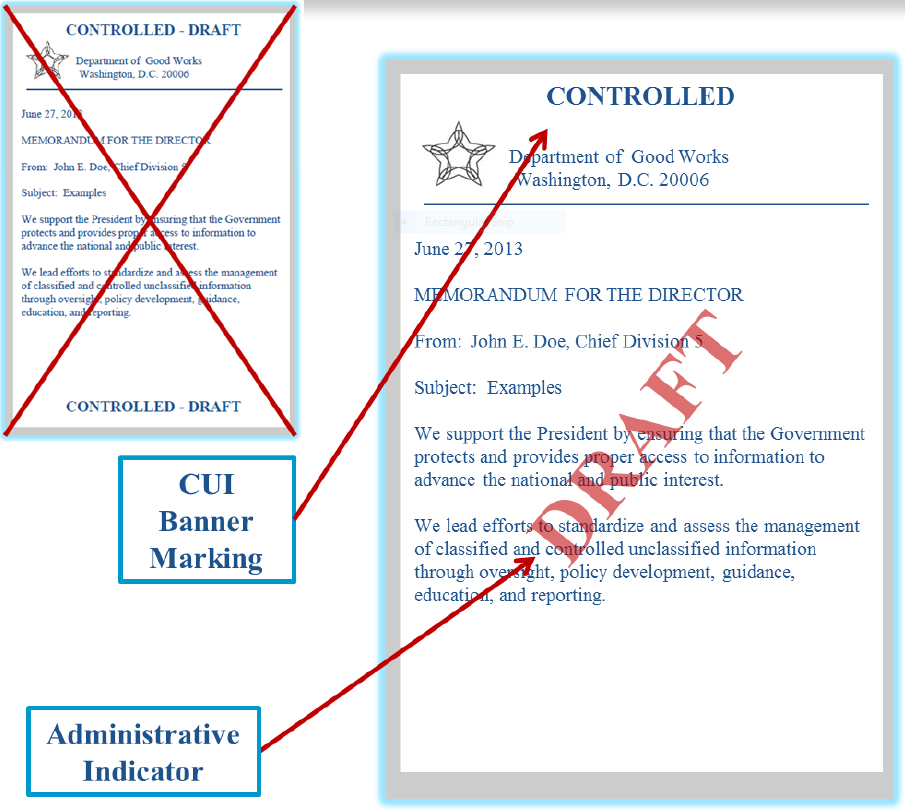 CONTROLLED - DRAFT
Department of Good Works
Washington, D.C. 20006
June 27, 2013
MEMORANDUM FOR THE DIRECTOR
From: John E. Doe, Chief Division 5
Subject: Examples
We support the President by ensuring that the Government
protects and provides proper access to information to
advance the national and public interest.
We lead efforts to standardize and assess the management
of classified and controlled unclassified information
through oversight, policy development, guidance,
education, and reporting.
CONTROLLED - DRAFT
CUI
Banner
Marking
Administrative
Indicator
CONTROLLED
Department of Good Works
Washington, D.C. 20006
Rectangular Snip
June 27, 2013
MEMORANDUM FOR THE DIRECTOR
From: John E. Doe, Chief Division 5
Subject: Examples
We support the President by ensuring that the Government
protects and provides proper access to information to
advance the national and public interest.
We lead efforts to standardize and assess the management
of classified and controlled unclassified information
through oversight, policy development, guidance,
education, and reporting.
DRAFT